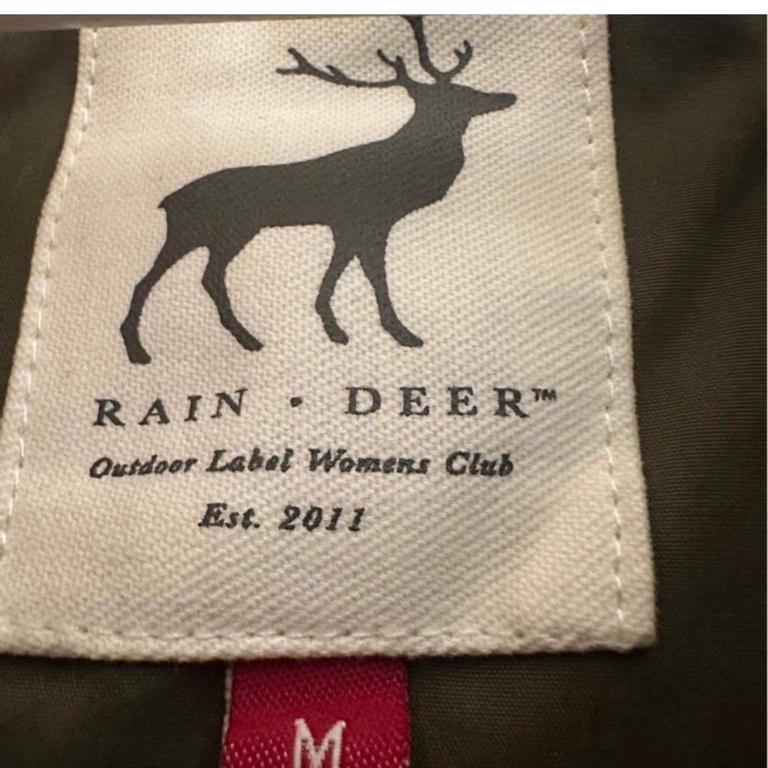 RAIN · DEER™
Outdoor Label Womens Club
Est. 2011
M